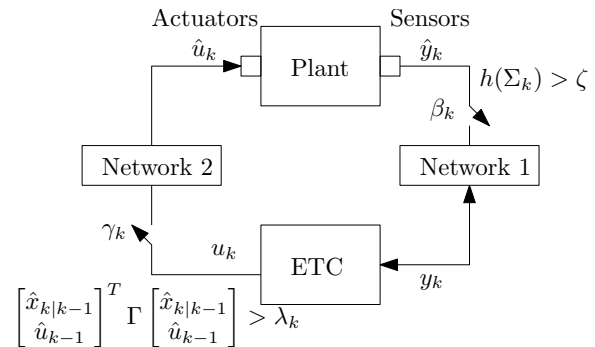 Actuators Sensors
$\hat{u}_k$ Plant $\hat{y}_k$
$h(\Sigma_k) > \zeta$
$\beta_k$
Network 2 Network 1
$\gamma_k$
$u_k$ ETC $y_k$
$\begin{bmatrix} \hat{x}_{k|k-1} \\ \hat{u}_{k-1} \end{bmatrix}^T \Gamma \begin{bmatrix} \hat{x}_{k|k-1} \\ \hat{u}_{k-1} \end{bmatrix} > \lambda_k$